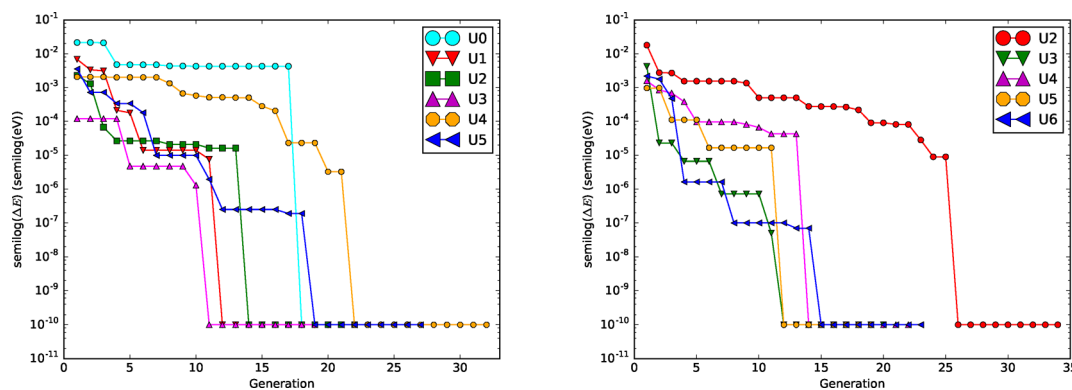 10^-1
10^-2
10^-3
10^-4
10^-5
10^-6
10^-7
10^-8
10^-9
10^-10
10^-11
semilog(ΔE) (semilog(eV))
0 5 10 15 20 25 30
Generation
U0
U1
U2
U3
U4
U5
10^-1
10^-2
10^-3
10^-4
10^-5
10^-6
10^-7
10^-8
10^-9
10^-10
10^-11
semilog(ΔE) (semilog(eV))
0 5 10 15 20 25 30 35
Generation
U2
U3
U4
U5
U6